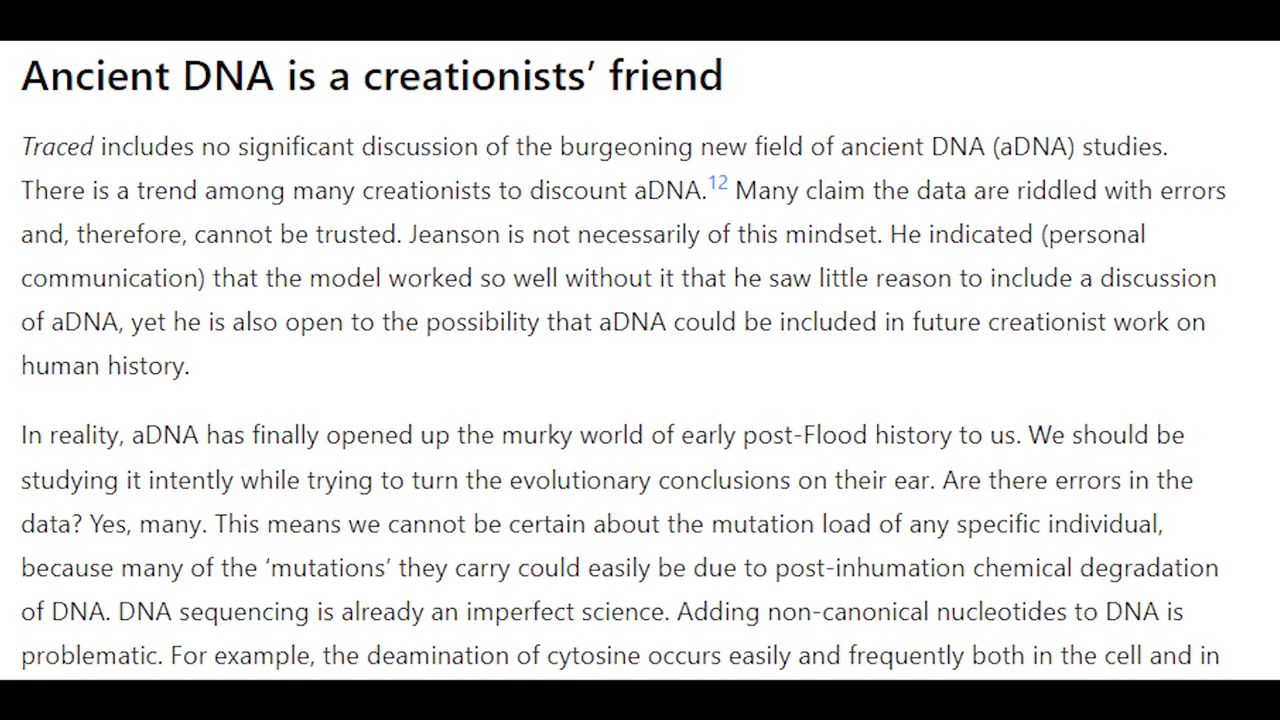 Ancient DNA is a creationists’ friend
Traced includes no significant discussion of the burgeoning new field of ancient DNA (aDNA) studies.
There is a trend among many creationists to discount aDNA.12 Many claim the data are riddled with errors
and, therefore, cannot be trusted. Jeanson is not necessarily of this mindset. He indicated (personal
communication) that the model worked so well without it that he saw little reason to include a discussion
of aDNA, yet he is also open to the possibility that aDNA could be included in future creationist work on
human history.
In reality, aDNA has finally opened up the murky world of early post-Flood history to us. We should be
studying it intently while trying to turn the evolutionary conclusions on their ear. Are there errors in the
data? Yes, many. This means we cannot be certain about the mutation load of any specific individual,
because many of the ‘mutations’ they carry could easily be due to post-inhumation chemical degradation
of DNA. DNA sequencing is already an imperfect science. Adding non-canonical nucleotides to DNA is
problematic. For example, the deamination of cytosine occurs easily and frequently both in the cell and in